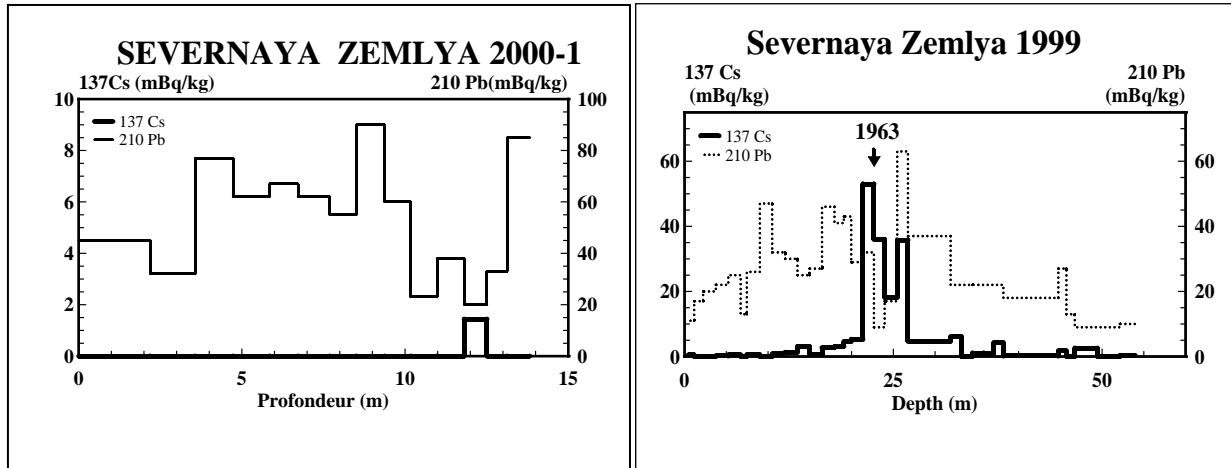 SEVERNAYA ZEMLYA 2000-1
137Cs (mBq/kg) 210 Pb(mBq/kg)
10 100
8 80
6 60
4 40
2 20
0 0
137 Cs
210 Pb
0 5 10 15
Profondeur (m)
Severnaya Zemlya 1999
137 Cs 210 Pb
(mBq/kg) (mBq/kg)
1963
137 Cs
210 Pb
60 60
40 40
20 20
0 0
0 25 50
Depth (m)